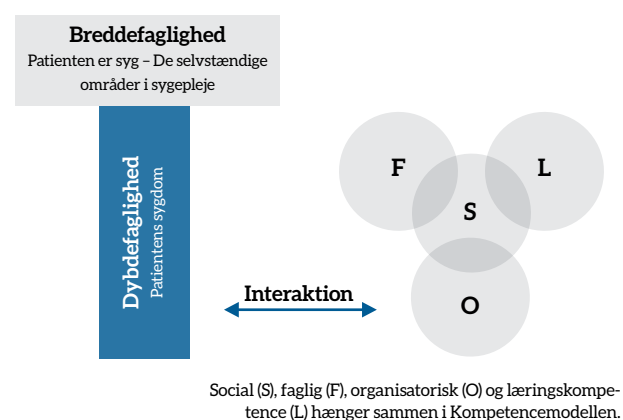 Breddefaglighed
Patienten er syg – De selvstændige
områder i sygepleje
Dybdefaglighed
Patientens sygdom
Interaktion
F
L
S
O
Social (S), faglig (F), organisatorisk (O) og læringskompe-
tence (L) hænger sammen i Kompetencemodellen.